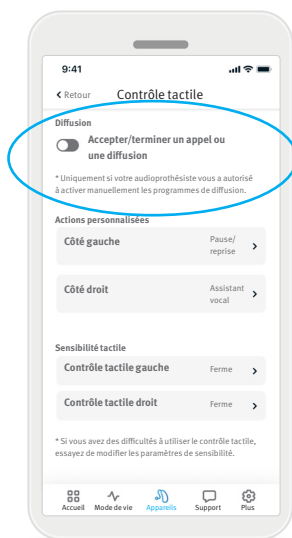 9:41
Retour Contrôle tactile
Diffusion
Accepter/terminer un appel ou
une diffusion
* Uniquement si votre audioprothésiste vous a autorisé
à activer manuellement les programmes de diffusion.
Actions personnalisées
Côté gauche Pause/
reprise
Côté droit Assistant
vocal
Sensibilité tactile
Contrôle tactile gauche Ferme
Contrôle tactile droit Ferme
* Si vous avez des difficultés à utiliser le contrôle tactile,
essayez de modifier les paramètres de sensibilité.
Accueil Mode de vie Appareils Support Plus